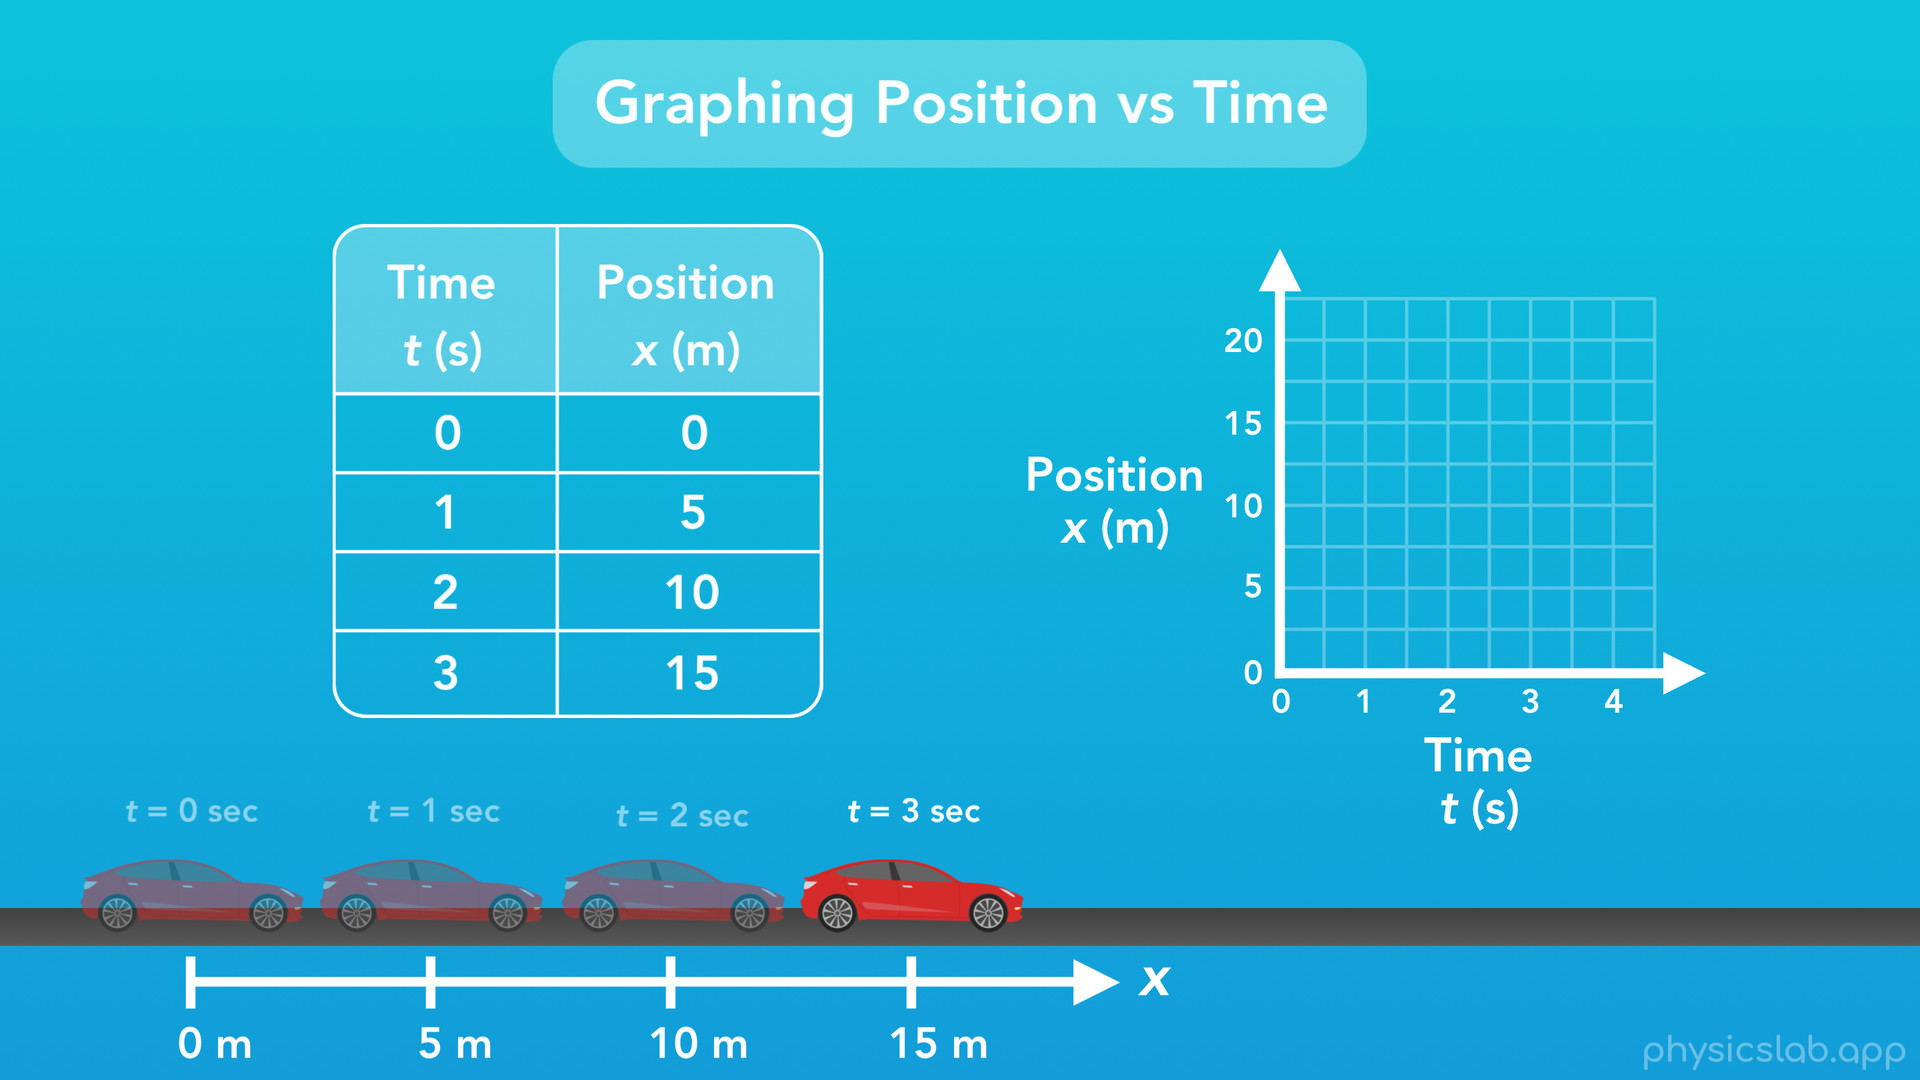 Graphing Position vs Time
Time Position
t (s) x (m)
0 0
1 5
2 10
3 15
20
15
10
5
0
Position
x (m)
0 1 2 3 4
Time
t (s)
t = 0 sec t = 1 sec t = 2 sec t = 3 sec
x
0 m 5 m 10 m 15 m
physicslab.app